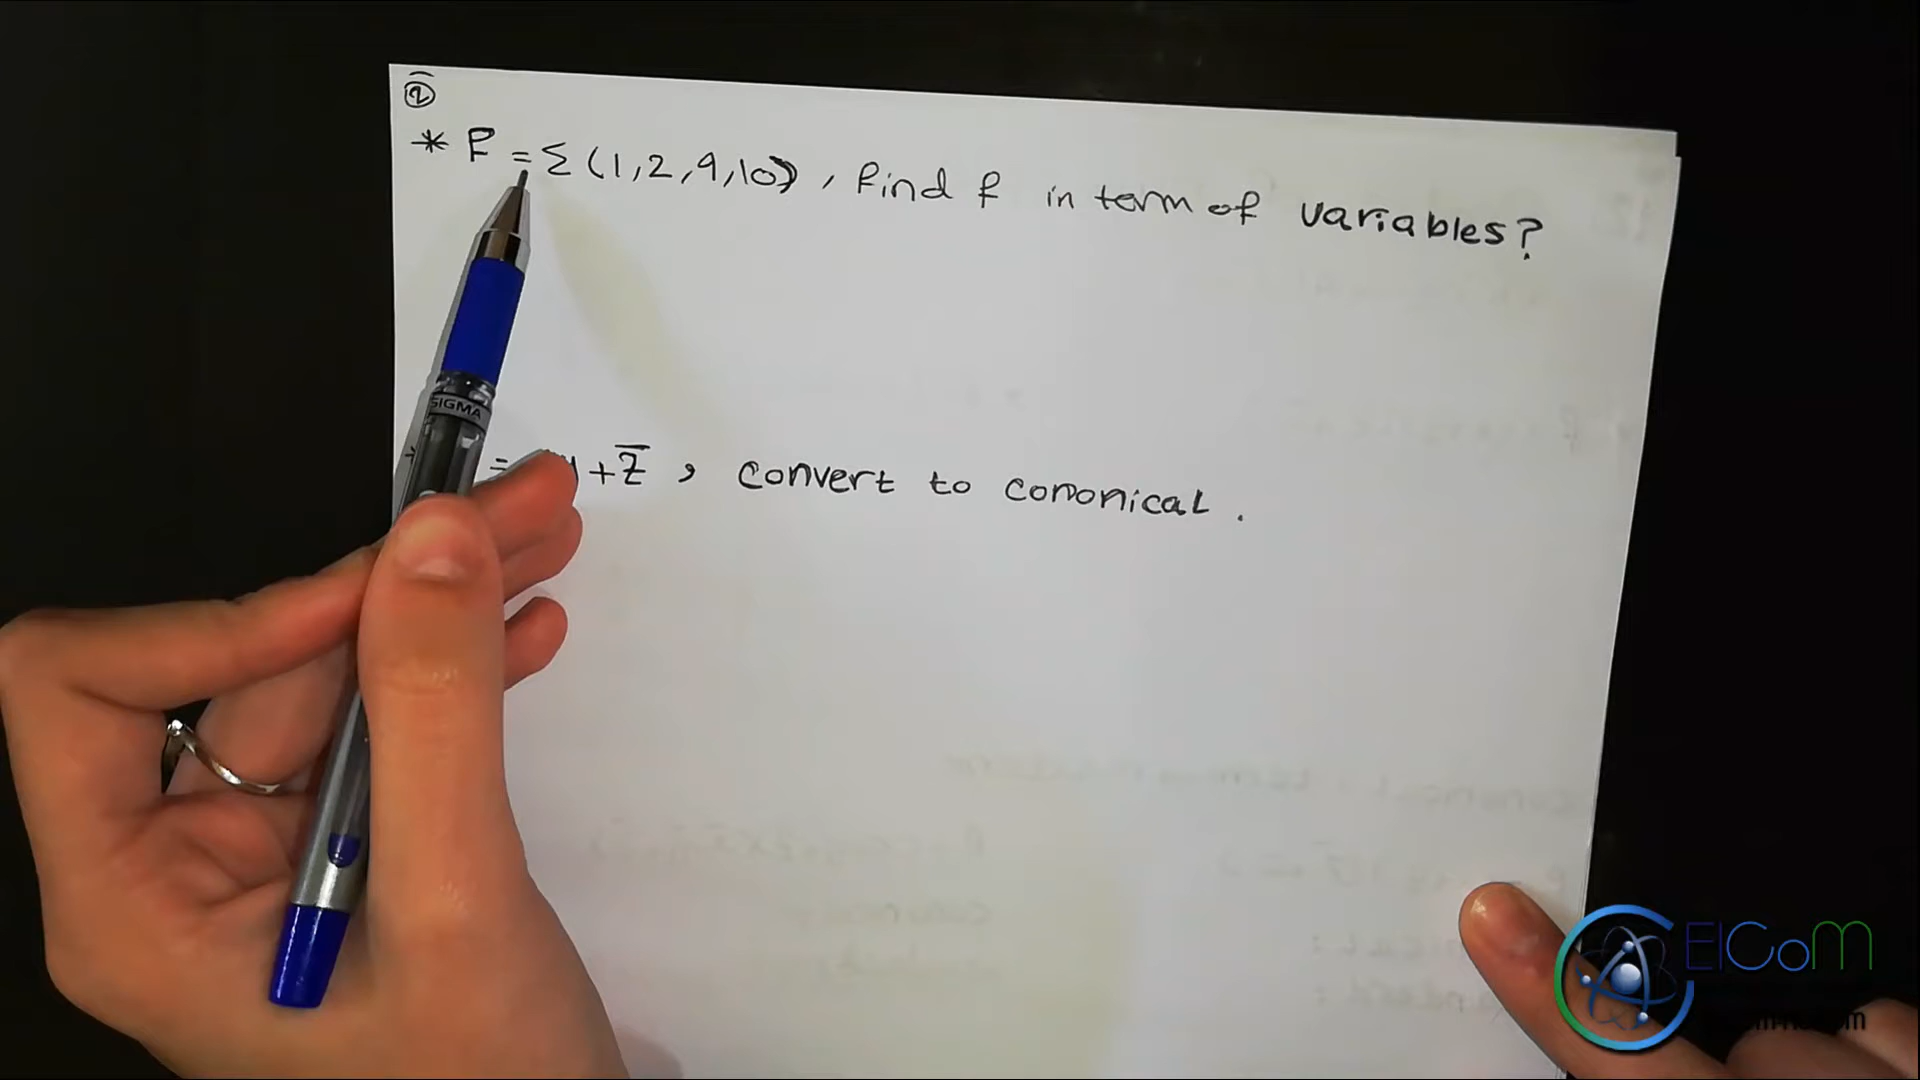 2
* F = Σ (1,2,9,10) , find f in term of variables?
= + z̅ , convert to cononical .
SIGMA
ElCoM